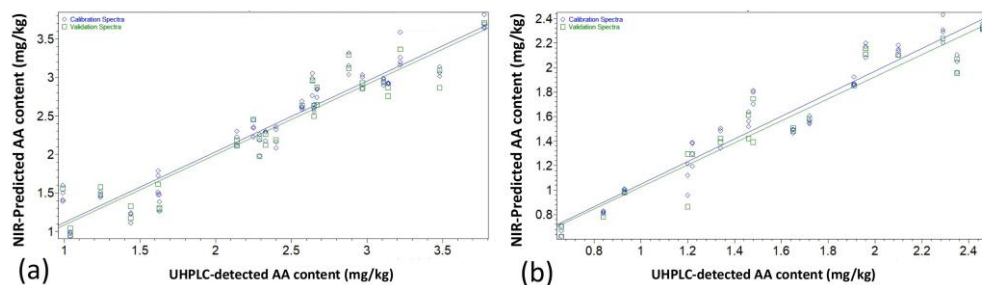 NIR-Predicted AA content (mg/kg)
Calibration Spectra
Validation Spectra
3.5
3
2.5
2
1.5
1
1 1.5 2 2.5 3 3.5
(a)
UHPLC-detected AA content (mg/kg)
NIR-Predicted AA content (mg/kg)
Calibration Spectra
Validation Spectra
2.4
2.2
2
1.8
1.6
1.4
1.2
1
0.8
0.8 1 1.2 1.4 1.6 1.8 2 2.2 2.4
(b)
UHPLC-detected AA content (mg/kg)